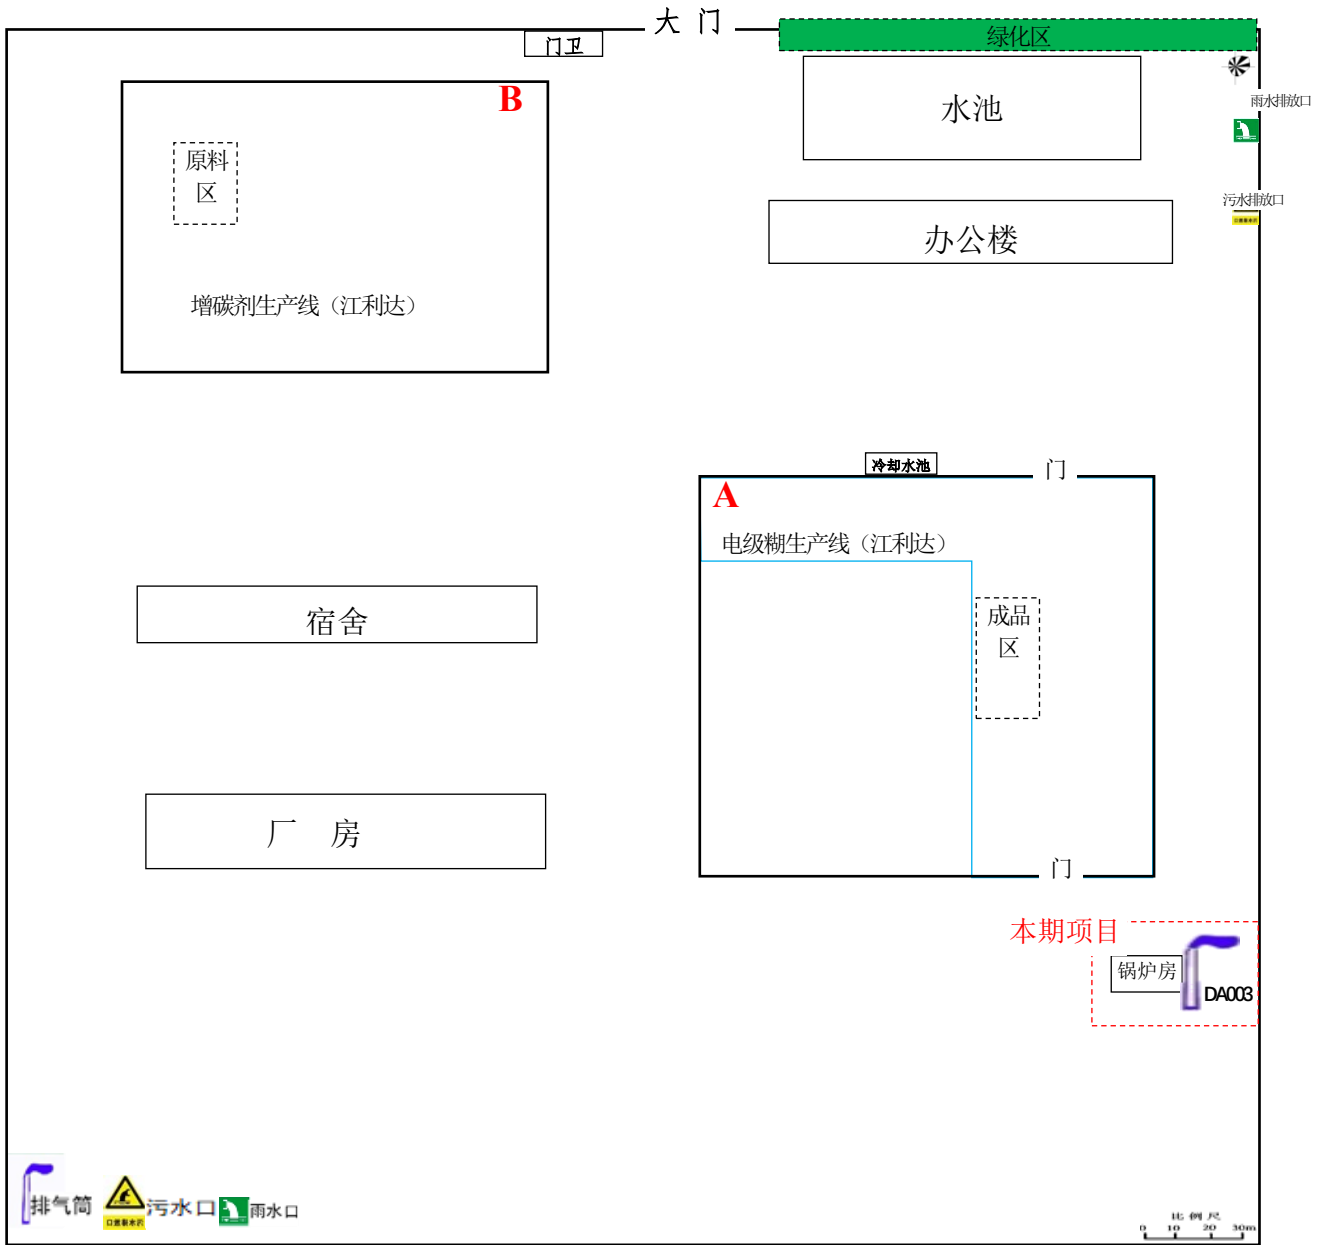 大 门
门卫
绿化区
B
水池
雨水排放口
原料
区
污水排放口
办公楼
增碳剂生产线（江利达）
冷却水池
门
A
电级糊生产线（江利达）
成品
区
宿舍
厂 房
门
本期项目
锅炉房
DA003
排气筒
污水口
雨水口
比 例 尺
0 10 20 30m